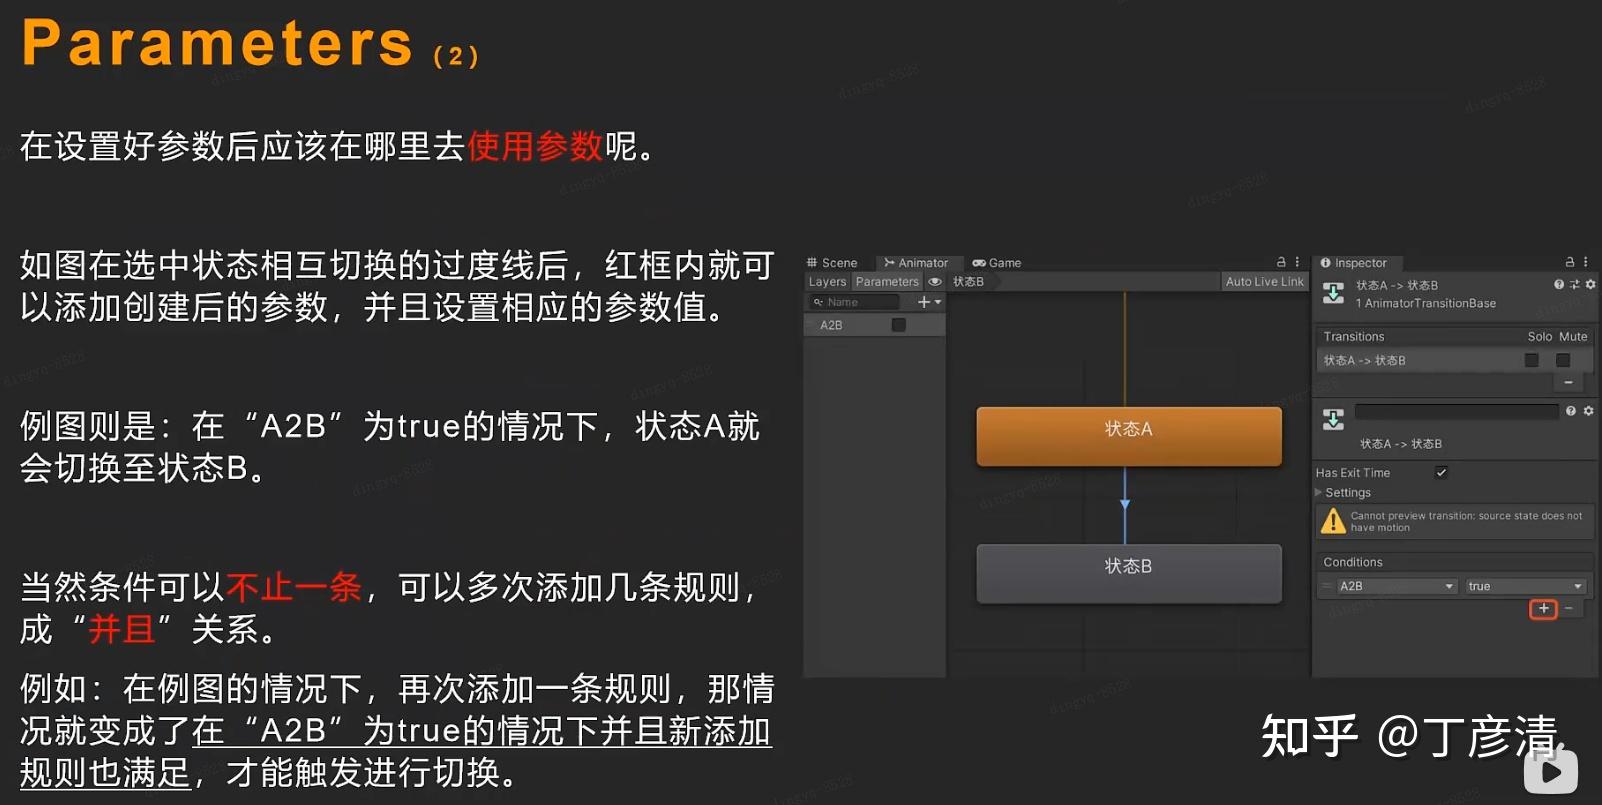 Parameters (2)
在设置好参数后应该在哪里去使用参数呢。
如图在选中状态相互切换的过度线后，红框内就可
以添加创建后的参数，并且设置相应的参数值。
例图则是：在“A2B”为true的情况下，状态A就
会切换至状态B。
当然条件可以不止一条，可以多次添加几条规则，
成“并且”关系。
例如：在例图的情况下，再次添加一条规则，那情
况就变成了在“A2B”为true的情况下并且新添加
规则也满足，才能触发进行切换。
Scene Animator Game
Layers Parameters 状态B Auto Live Link
Name
A2B
状态A
状态B
Inspector
状态A -> 状态B
1 AnimatorTransitionBase
Transitions Solo Mute
状态A -> 状态B
状态A -> 状态B
Has Exit Time
Settings
Cannot preview transition: source state does not
have motion
Conditions
A2B true
知乎 @丁彦清
dingyq-8528